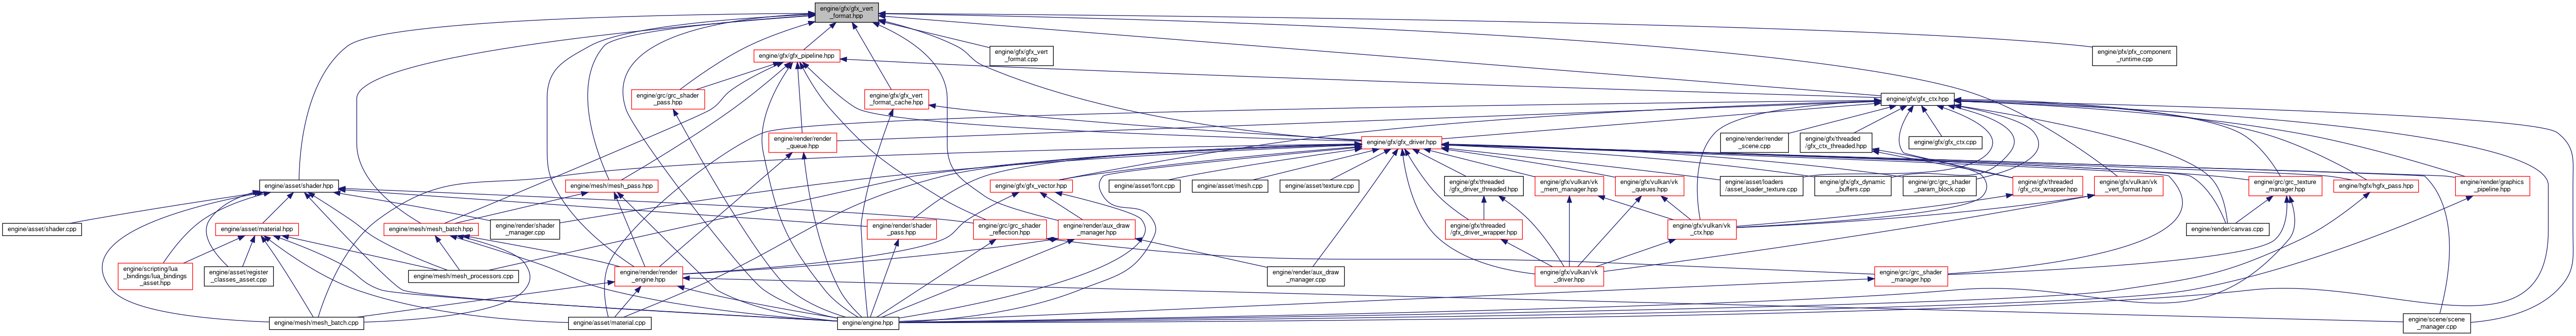 engine/gfx/gfx_vert
_format.hpp
engine/gfx/gfx_pipeline.hpp
engine/gfx/gfx_vert
_format.cpp
engine/pfx/pfx_component
_runtime.cpp
engine/grc/grc_shader
_pass.hpp
engine/gfx/gfx_vert
_format_cache.hpp
engine/gfx/gfx_ctx.hpp
engine/render/render
_queue.hpp
engine/gfx/gfx_driver.hpp
engine/render/render
_scene.cpp
engine/gfx/threaded
/gfx_ctx_threaded.hpp
engine/gfx/gfx_ctx.cpp
engine/asset/shader.hpp
engine/mesh/mesh_pass.hpp
engine/gfx/gfx_vector.hpp
engine/asset/font.cpp
engine/asset/mesh.cpp
engine/asset/texture.cpp
engine/gfx/threaded
/gfx_driver_threaded.hpp
engine/gfx/vulkan/vk
_mem_manager.hpp
engine/gfx/vulkan/vk
_queues.hpp
engine/asset/loaders
/asset_loader_texture.cpp
engine/gfx/gfx_dynamic
_buffers.cpp
engine/grc/grc_shader
_param_block.cpp
engine/gfx/threaded
/gfx_ctx_wrapper.hpp
engine/gfx/vulkan/vk
_vert_format.hpp
engine/grc/grc_texture
_manager.hpp
engine/hgfx/hgfx_pass.hpp
engine/render/graphics
_pipeline.hpp
engine/asset/shader.cpp
engine/asset/material.hpp
engine/mesh/mesh_batch.hpp
engine/render/shader
_manager.cpp
engine/render/shader
_pass.hpp
engine/grc/grc_shader
_reflection.hpp
engine/render/aux_draw
_manager.hpp
engine/gfx/threaded
/gfx_driver_wrapper.hpp
engine/gfx/vulkan/vk
_ctx.hpp
engine/render/canvas.cpp
engine/scripting/lua
_bindings/lua_bindings
_asset.hpp
engine/asset/register
_classes_asset.cpp
engine/mesh/mesh_processors.cpp
engine/render/render
_engine.hpp
engine/render/aux_draw
_manager.cpp
engine/gfx/vulkan/vk
_driver.hpp
engine/grc/grc_shader
_manager.hpp
engine/mesh/mesh_batch.cpp
engine/asset/material.cpp
engine/engine.hpp
engine/scene/scene
_manager.cpp